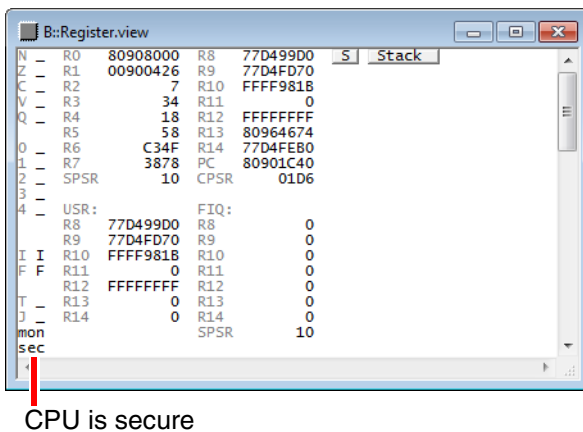 B::Register.view
N _ R0 80908000 R8 77D499D0 S Stack
Z _ R1 00900426 R9 77D4FD70
C _ R2 7 R10 FFFF981B
V _ R3 34 R11 0
Q _ R4 18 R12 FFFFFFFF
R5 58 R13 80964674
0 _ R6 C34F R14 77D4FEB0
1 _ R7 3878 PC 80901C40
2 _ SPSR 10 CPSR 01D6
3 _
4 _ USR: FIQ:
R8 77D499D0 R8 0
R9 77D4FD70 R9 0
I I R10 FFFF981B R10 0
F F R11 0 R11 0
R12 FFFFFFFF R12 0
T _ R13 0 R13 0
J _ R14 0 R14 0
mon SPSR 10
sec
CPU is secure